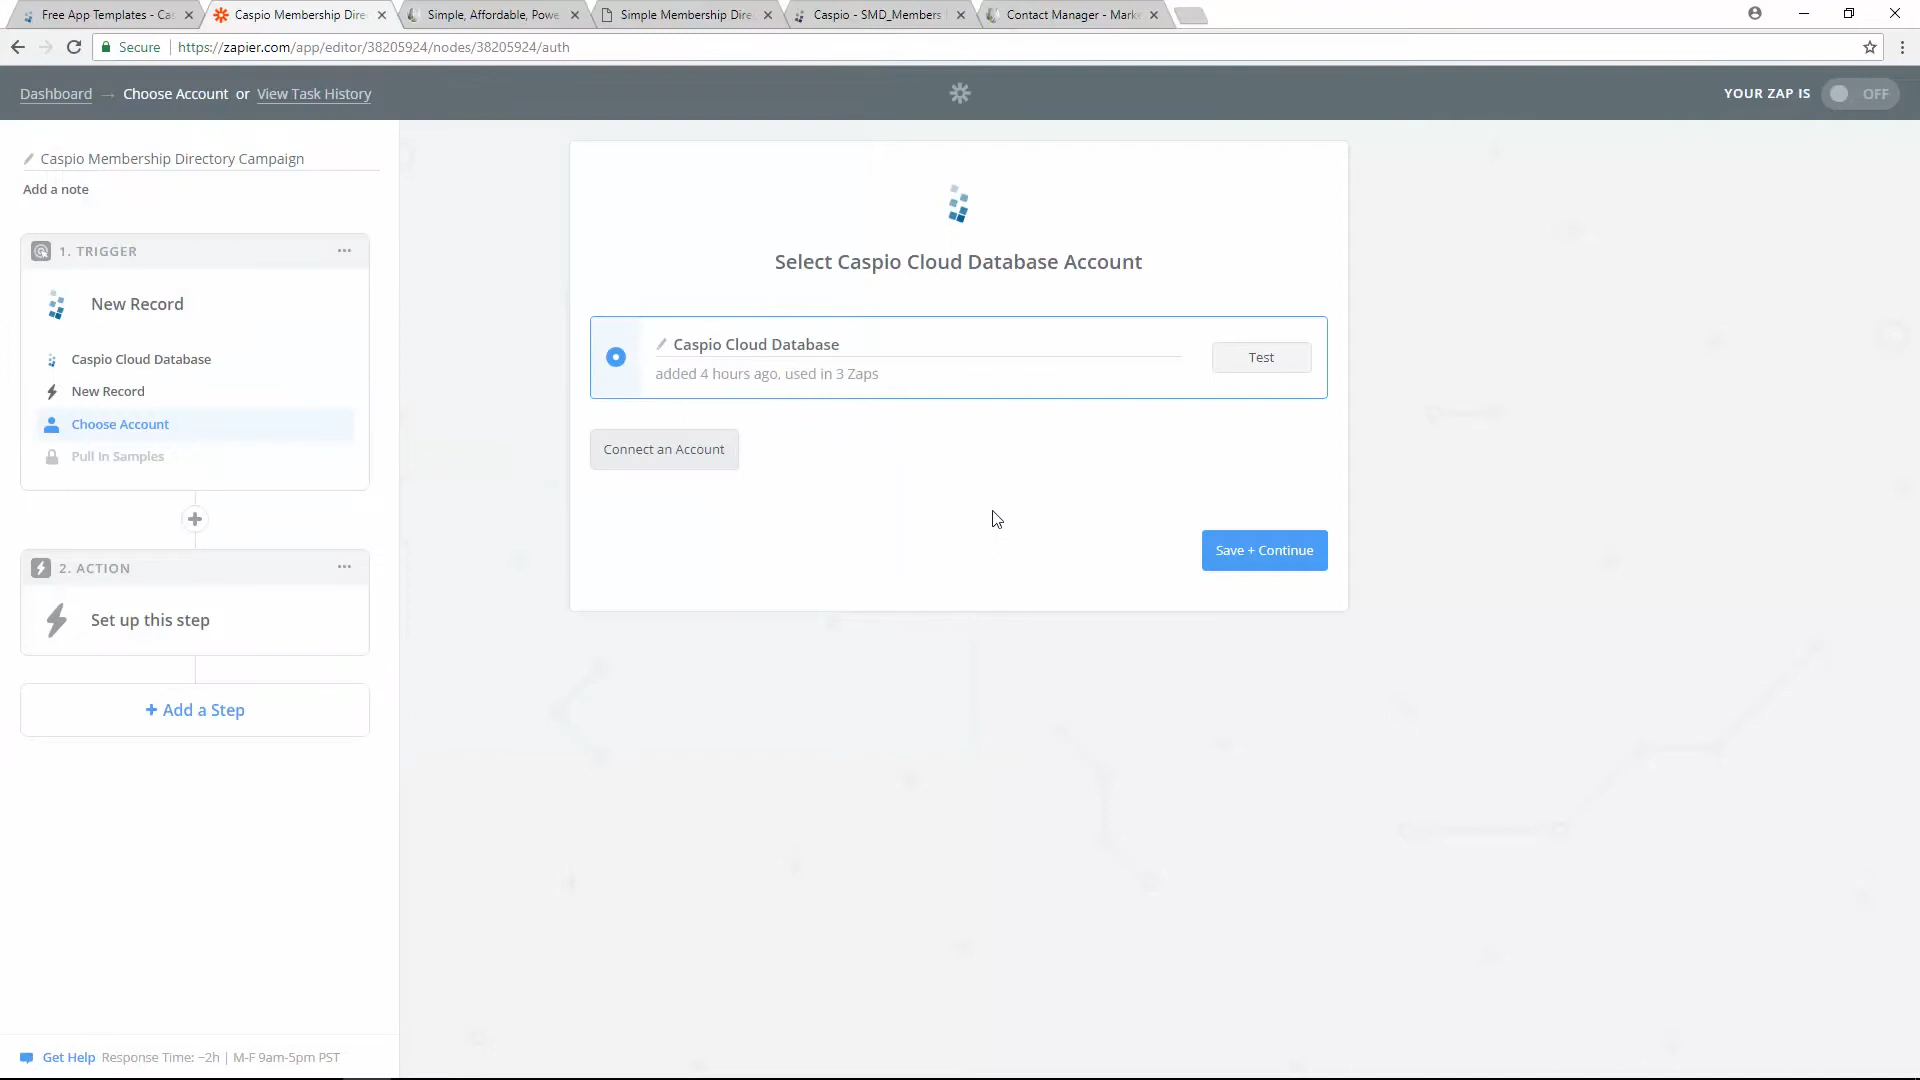 Free App Templates - Cas
Caspio Membership Direc
Simple, Affordable, Powe
Simple Membership Dire
Caspio - SMD_Members
Contact Manager - Mark
Secure
https://zapier.com/app/editor/38205924/nodes/38205924/auth
Dashboard → Choose Account or View Task History
YOUR ZAP IS OFF
Caspio Membership Directory Campaign
Add a note
1. TRIGGER
New Record
Caspio Cloud Database
New Record
Choose Account
Pull In Samples
2. ACTION
Set up this step
+ Add a Step
Select Caspio Cloud Database Account
Caspio Cloud Database
added 4 hours ago, used in 3 Zaps
Test
Connect an Account
Save + Continue
Get Help Response Time: ~2h | M-F 9am-5pm PST